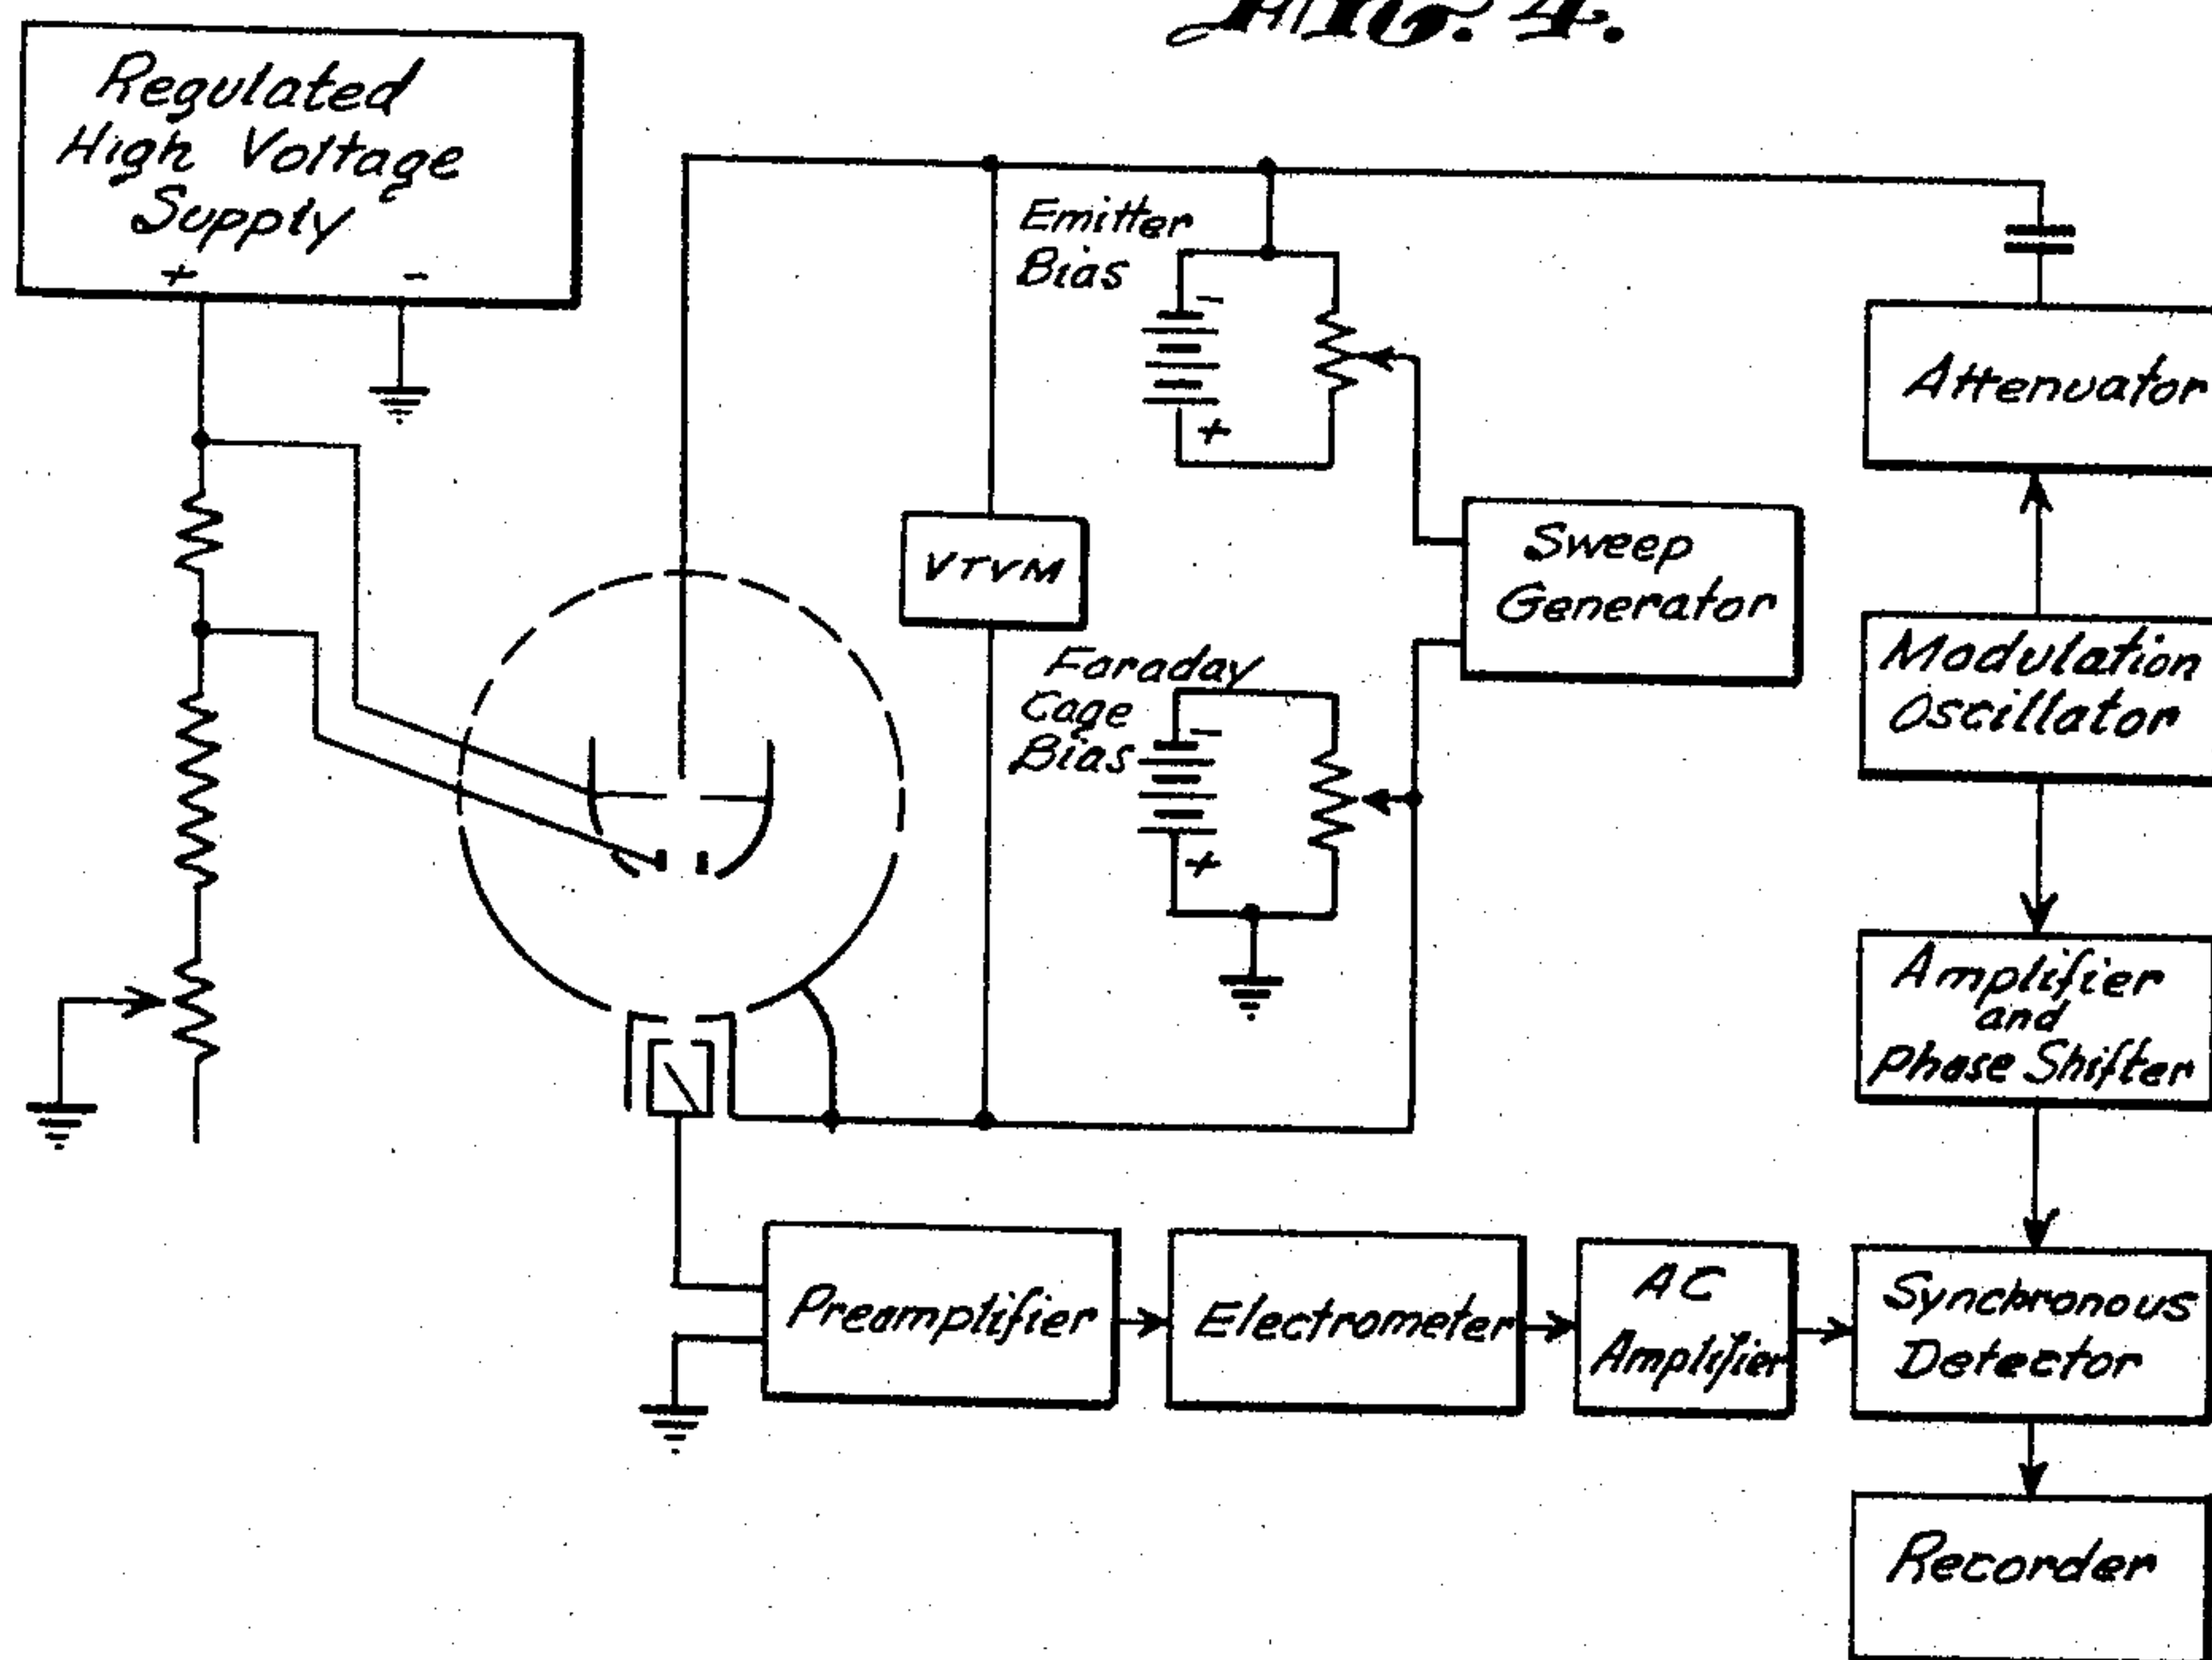 Fig. 4.
Regulated
High Voltage
Supply
+ -
Emitter
Bias
-
+
Attenuator
VTVM
Sweep
Generator
Faraday
Cage
Bias
-
+
Modulation
Oscillator
Amplifier
and
Phase Shifter
Preamplifier
Electrometer
AC
Amplifier
Synchronous
Detector
Recorder